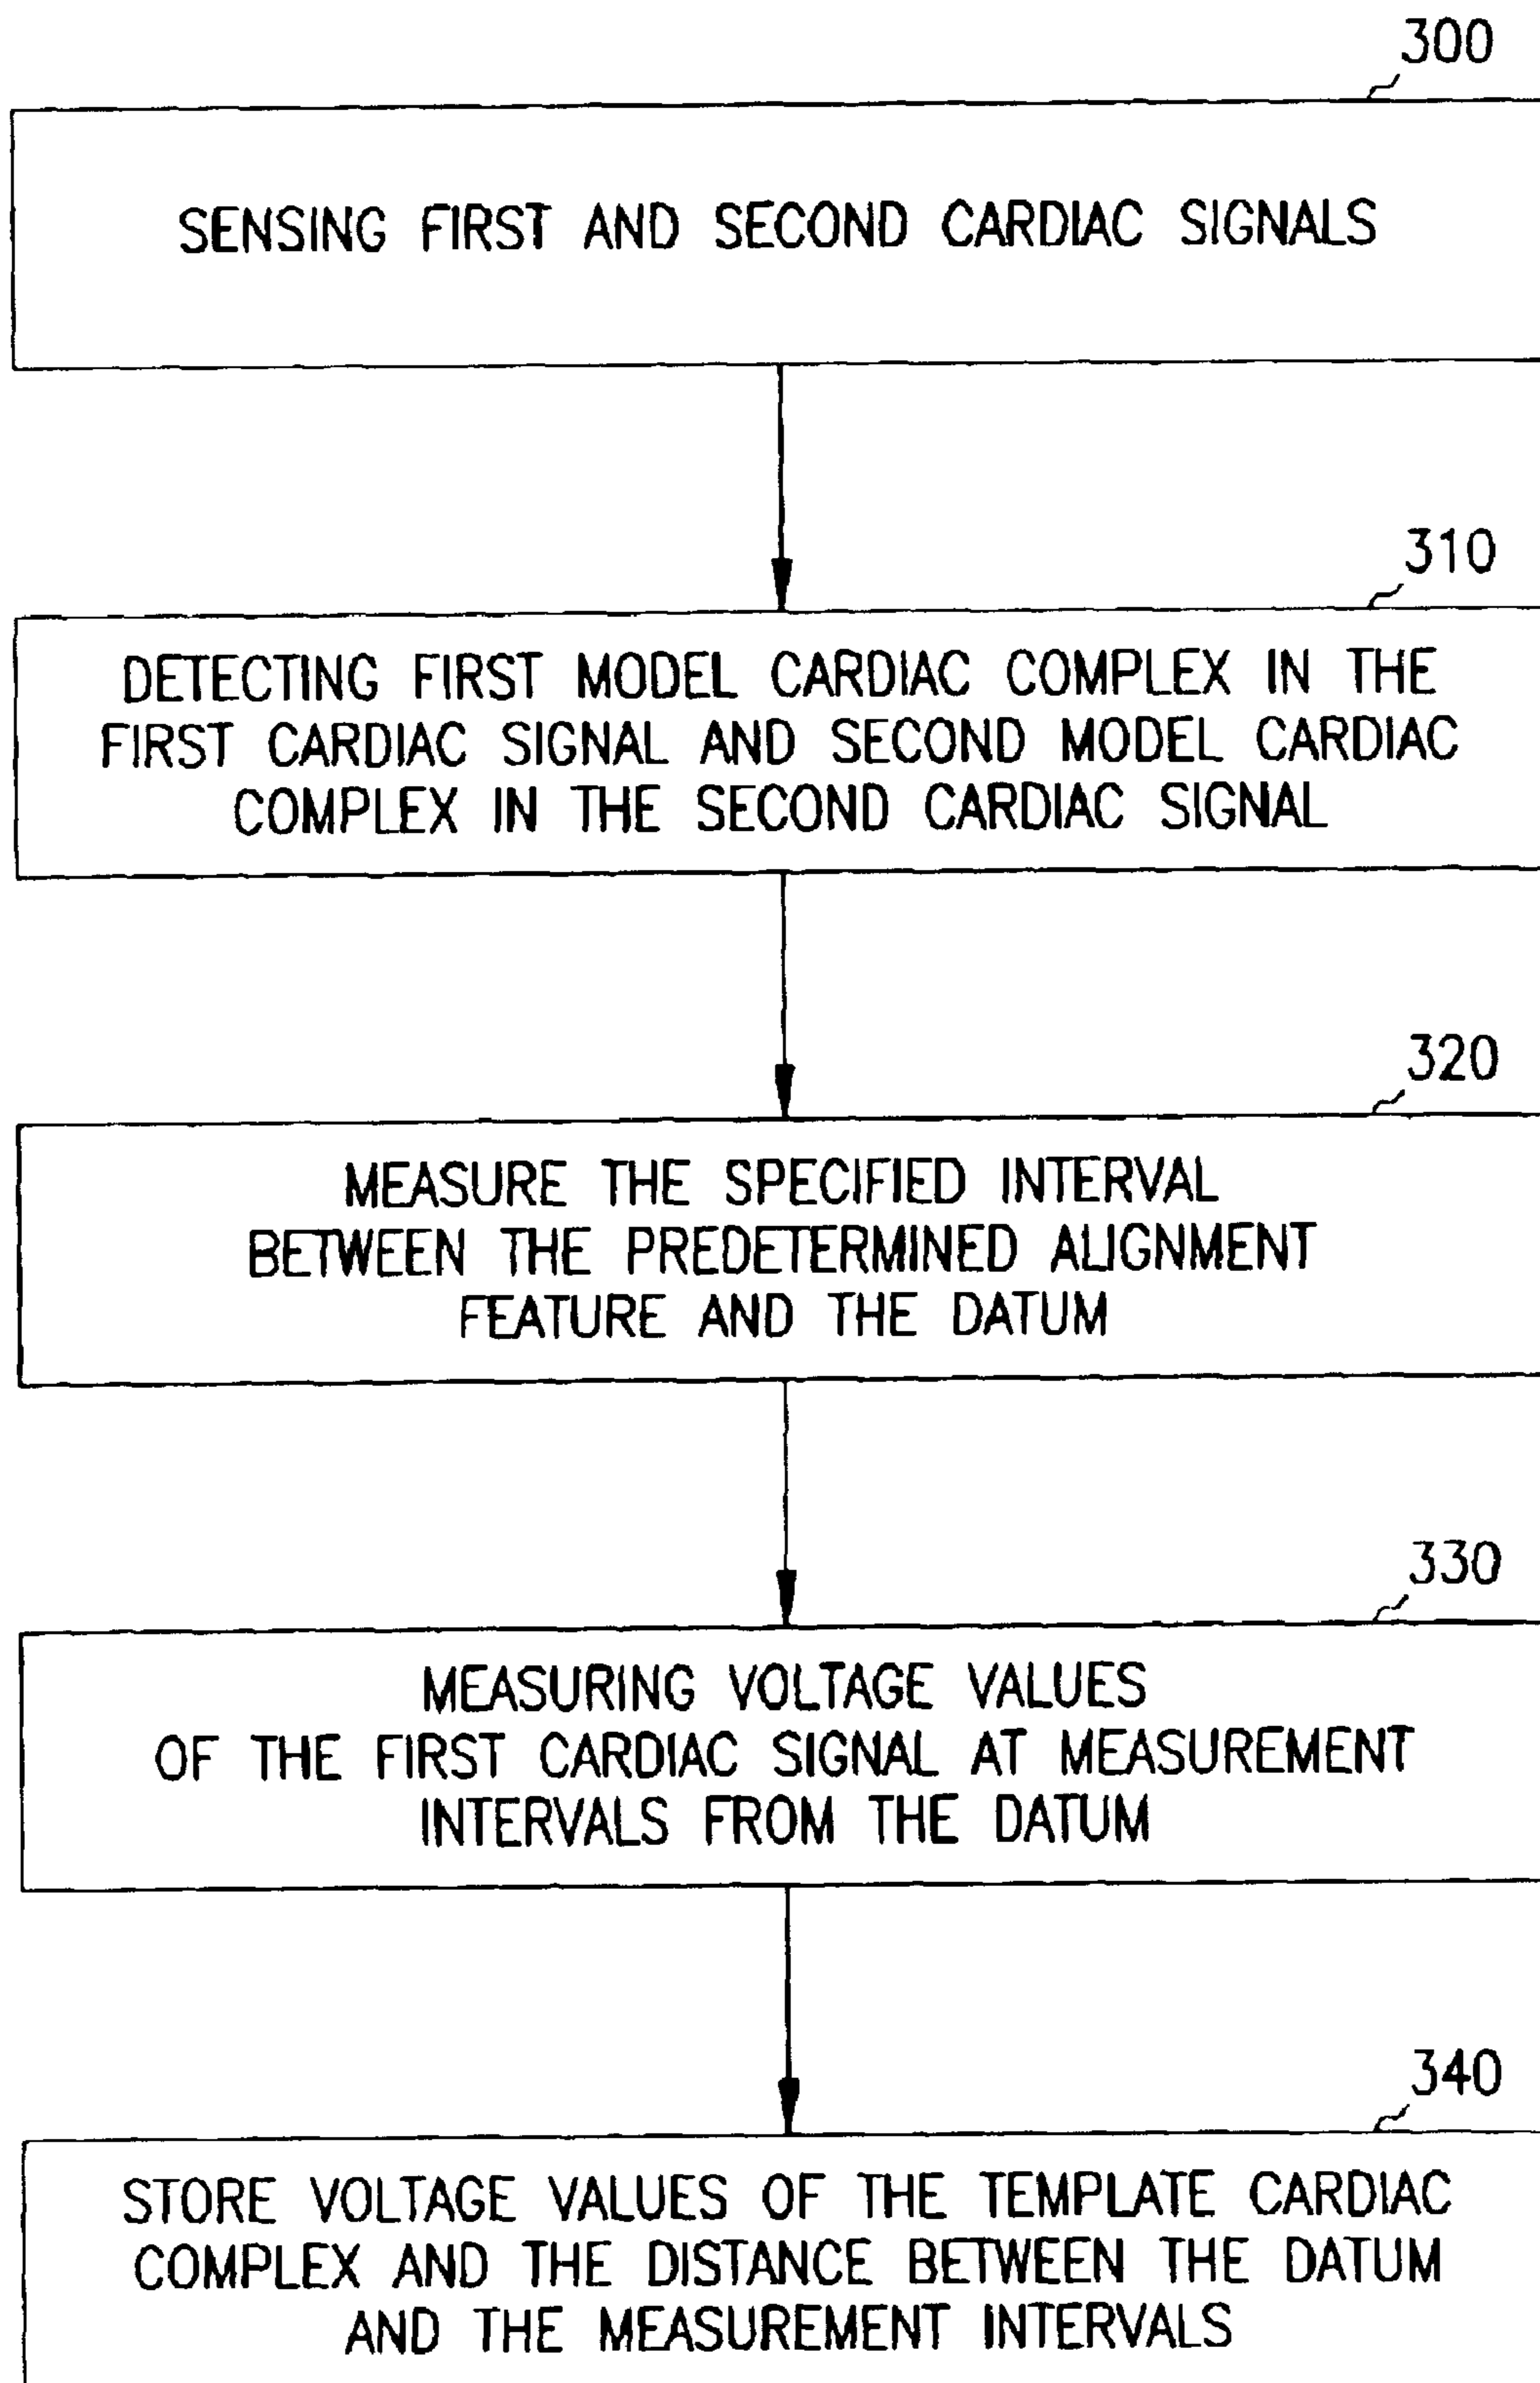 300
SENSING FIRST AND SECOND CARDIAC SIGNALS
310
DETECTING FIRST MODEL CARDIAC COMPLEX IN THE
FIRST CARDIAC SIGNAL AND SECOND MODEL CARDIAC
COMPLEX IN THE SECOND CARDIAC SIGNAL
320
MEASURE THE SPECIFIED INTERVAL
BETWEEN THE PREDETERMINED ALIGNMENT
FEATURE AND THE DATUM
330
MEASURING VOLTAGE VALUES
OF THE FIRST CARDIAC SIGNAL AT MEASUREMENT
INTERVALS FROM THE DATUM
340
STORE VOLTAGE VALUES OF THE TEMPLATE CARDIAC
COMPLEX AND THE DISTANCE BETWEEN THE DATUM
AND THE MEASUREMENT INTERVALS